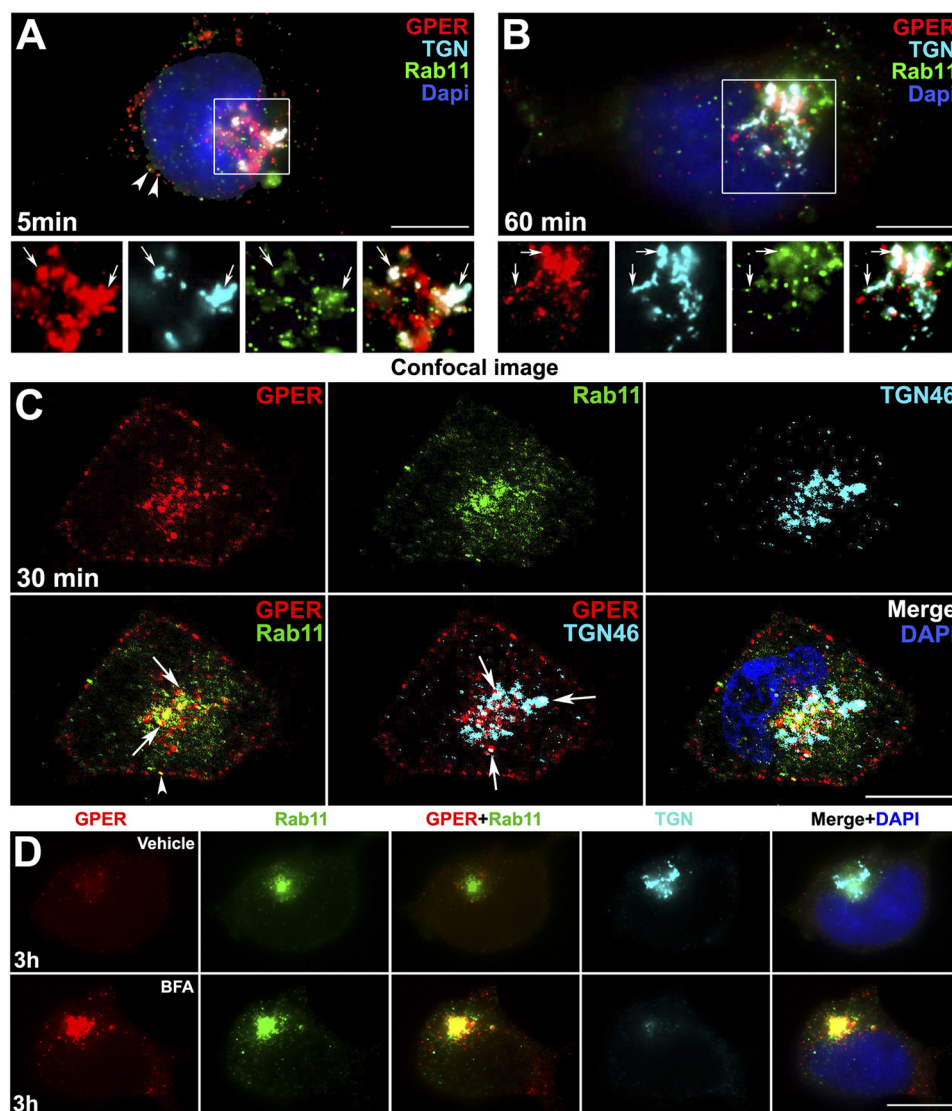 A
GPER
TGN
Rab11
Dapi
5min
B
GPER
TGN
Rab11
Dapi
60 min
Confocal image
C
GPER
Rab11
TGN46
30 min
GPER
Rab11
GPER
TGN46
Merge
DAPI
GPER
Rab11
GPER+Rab11
TGN
Merge+DAPI
D
Vehicle
3h
BFA
3h